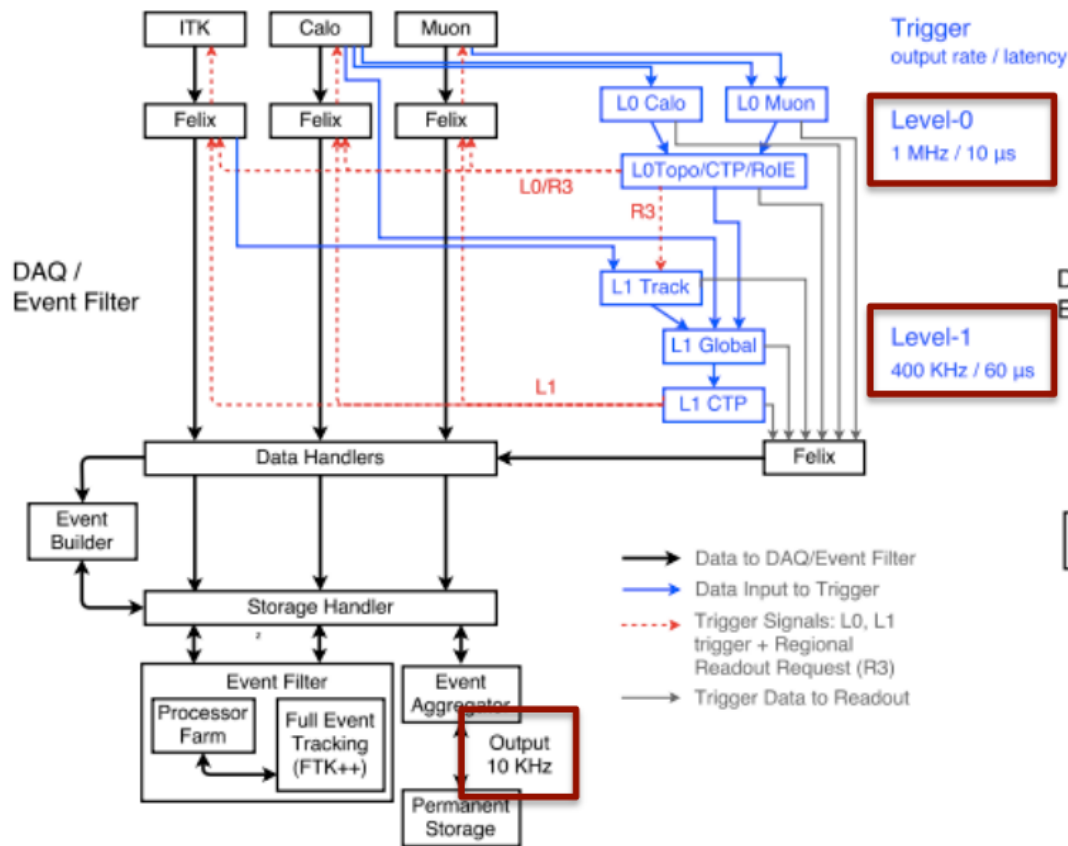 ITK
Calo
Muon
Trigger
output rate / latency
L0 Calo
L0 Muon
Felix
Felix
Felix
Level-0
1 MHz / 10 µs
L0Topo/CTP/RoIE
L0/R3
R3
DAQ /
Event Filter
L1 Track
D
E
L1 Global
Level-1
400 KHz / 60 µs
L1
L1 CTP
Data Handlers
Felix
Event
Builder
Data to DAQ/Event Filter
Data Input to Trigger
Trigger Signals: L0, L1
trigger + Regional
Readout Request (R3)
Trigger Data to Readout
Storage Handler
z
Event Filter
Processor
Farm
Full Event
Tracking
(FTK++)
Event
Aggregator
Output
10 KHz
Permanent
Storage